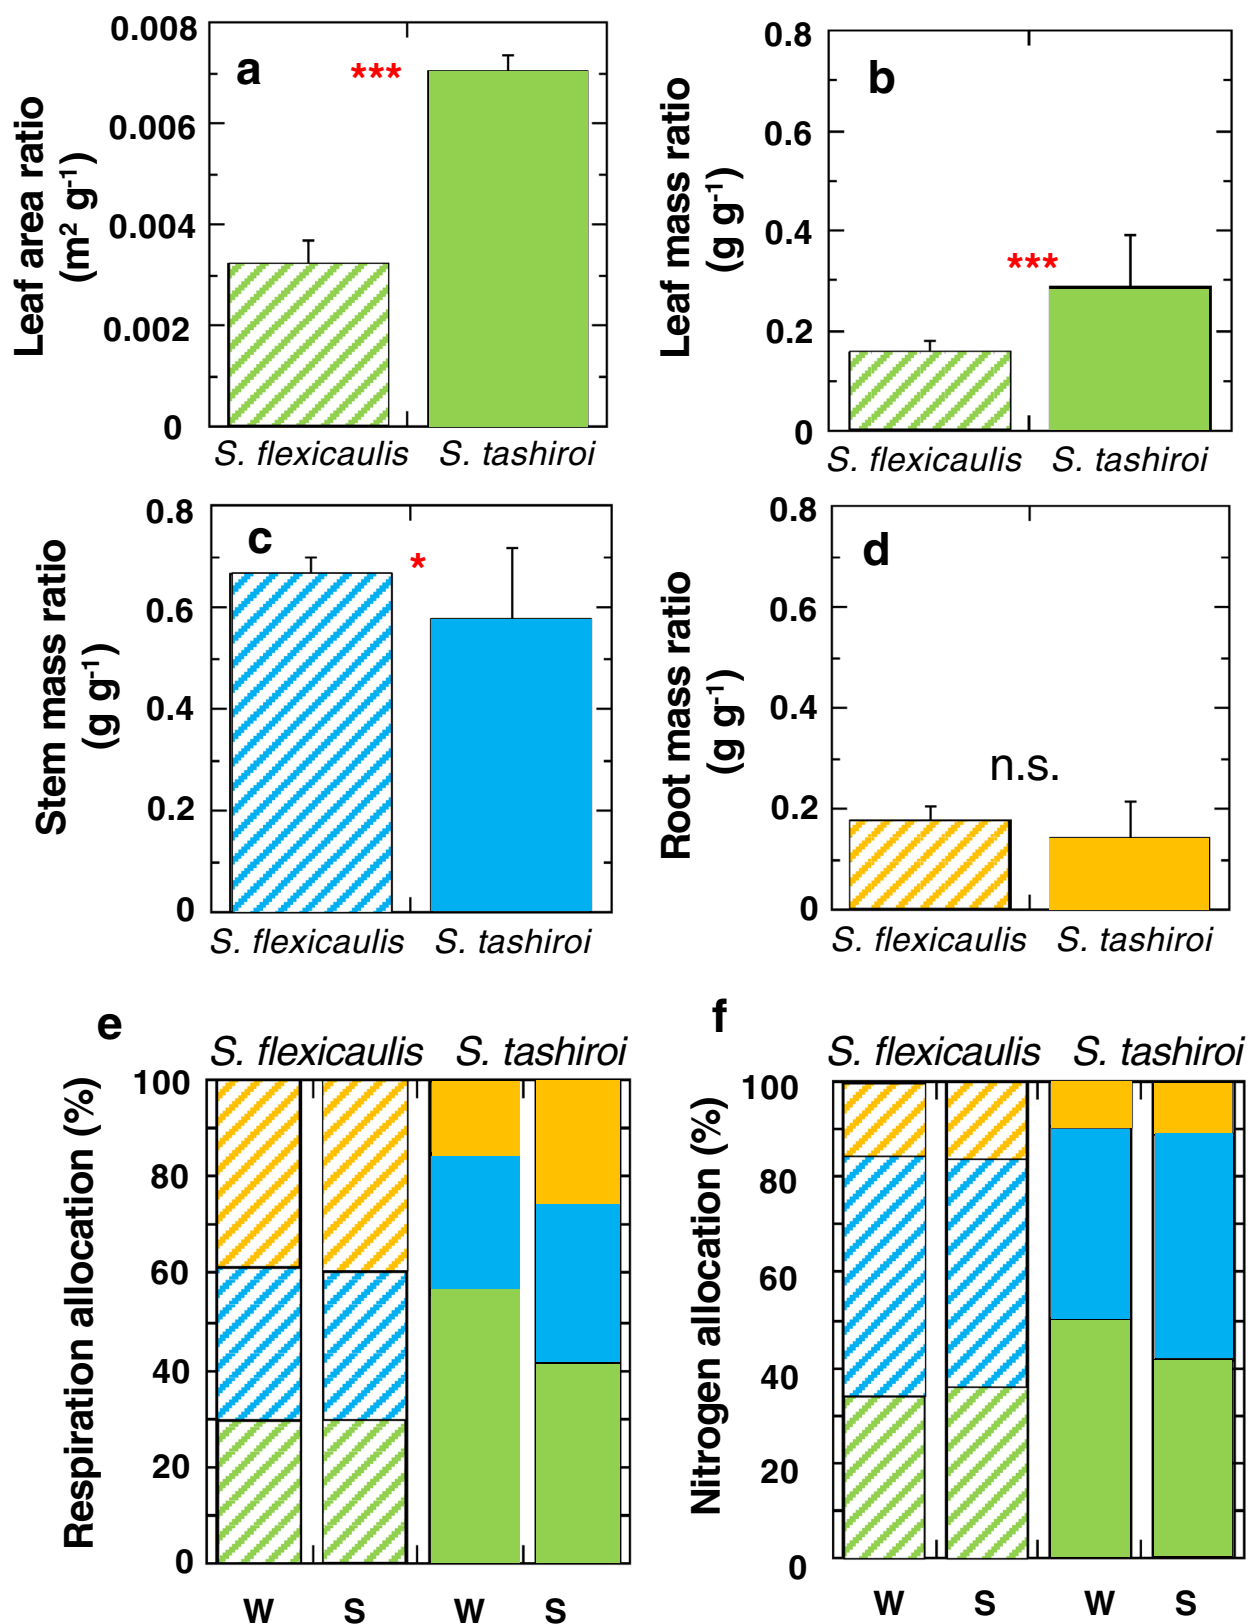 a
Leaf area ratio
(m² g⁻¹)
0.008
0.006
0.004
0.002
0
***
S. flexicaulis S. tashiroi
b
Leaf mass ratio
(g g⁻¹)
0.8
0.6
0.4
0.2
0
***
S. flexicaulis S. tashiroi
c
Stem mass ratio
(g g⁻¹)
0.8
0.6
0.4
0.2
0
*
S. flexicaulis S. tashiroi
d
Root mass ratio
(g g⁻¹)
0.8
0.6
0.4
0.2
0
n.s.
S. flexicaulis S. tashiroi
e
S. flexicaulis S. tashiroi
Respiration allocation (%)
100
80
60
40
20
0
W S W S
f
S. flexicaulis S. tashiroi
Nitrogen allocation (%)
100
80
60
40
20
0
W S W S